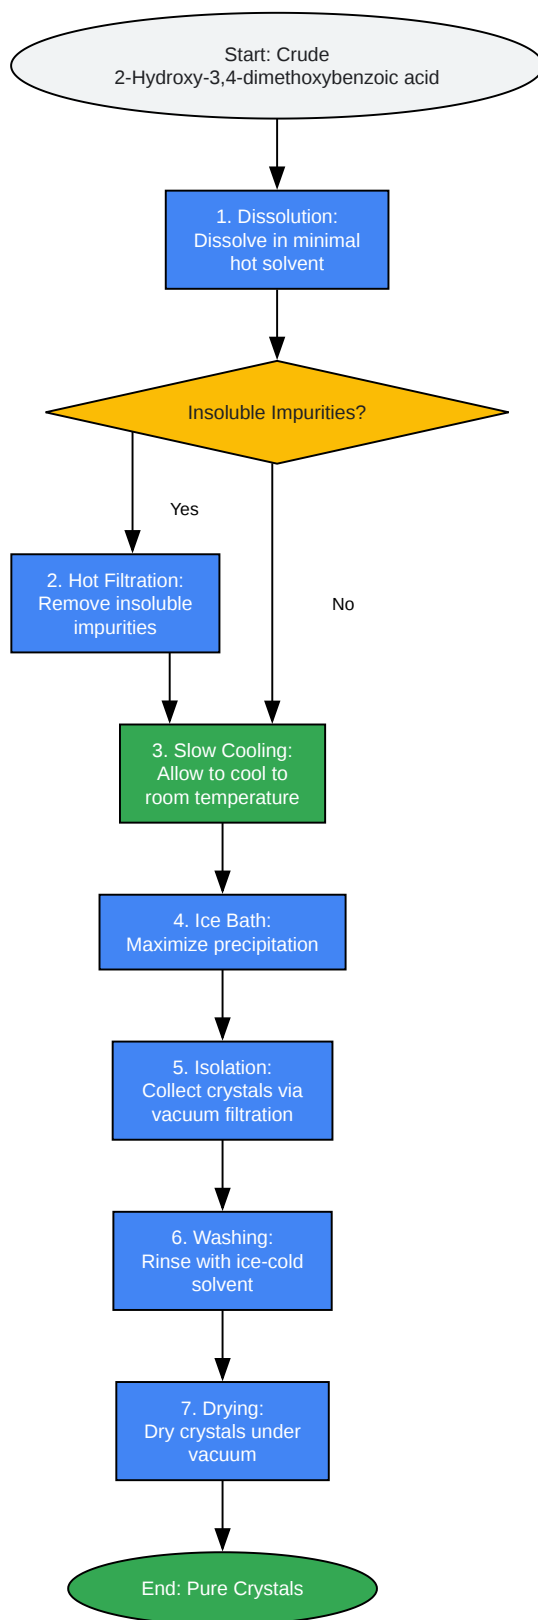 Start: Crude
2-Hydroxy-3,4-dimethoxybenzoic acid
1. Dissolution:
Dissolve in minimal
hot solvent
Insoluble Impurities?
Yes
2. Hot Filtration:
Remove insoluble
impurities
No
3. Slow Cooling:
Allow to cool to
room temperature
4. Ice Bath:
Maximize precipitation
5. Isolation:
Collect crystals via
vacuum filtration
6. Washing:
Rinse with ice-cold
solvent
7. Drying:
Dry crystals under
vacuum
End: Pure Crystals